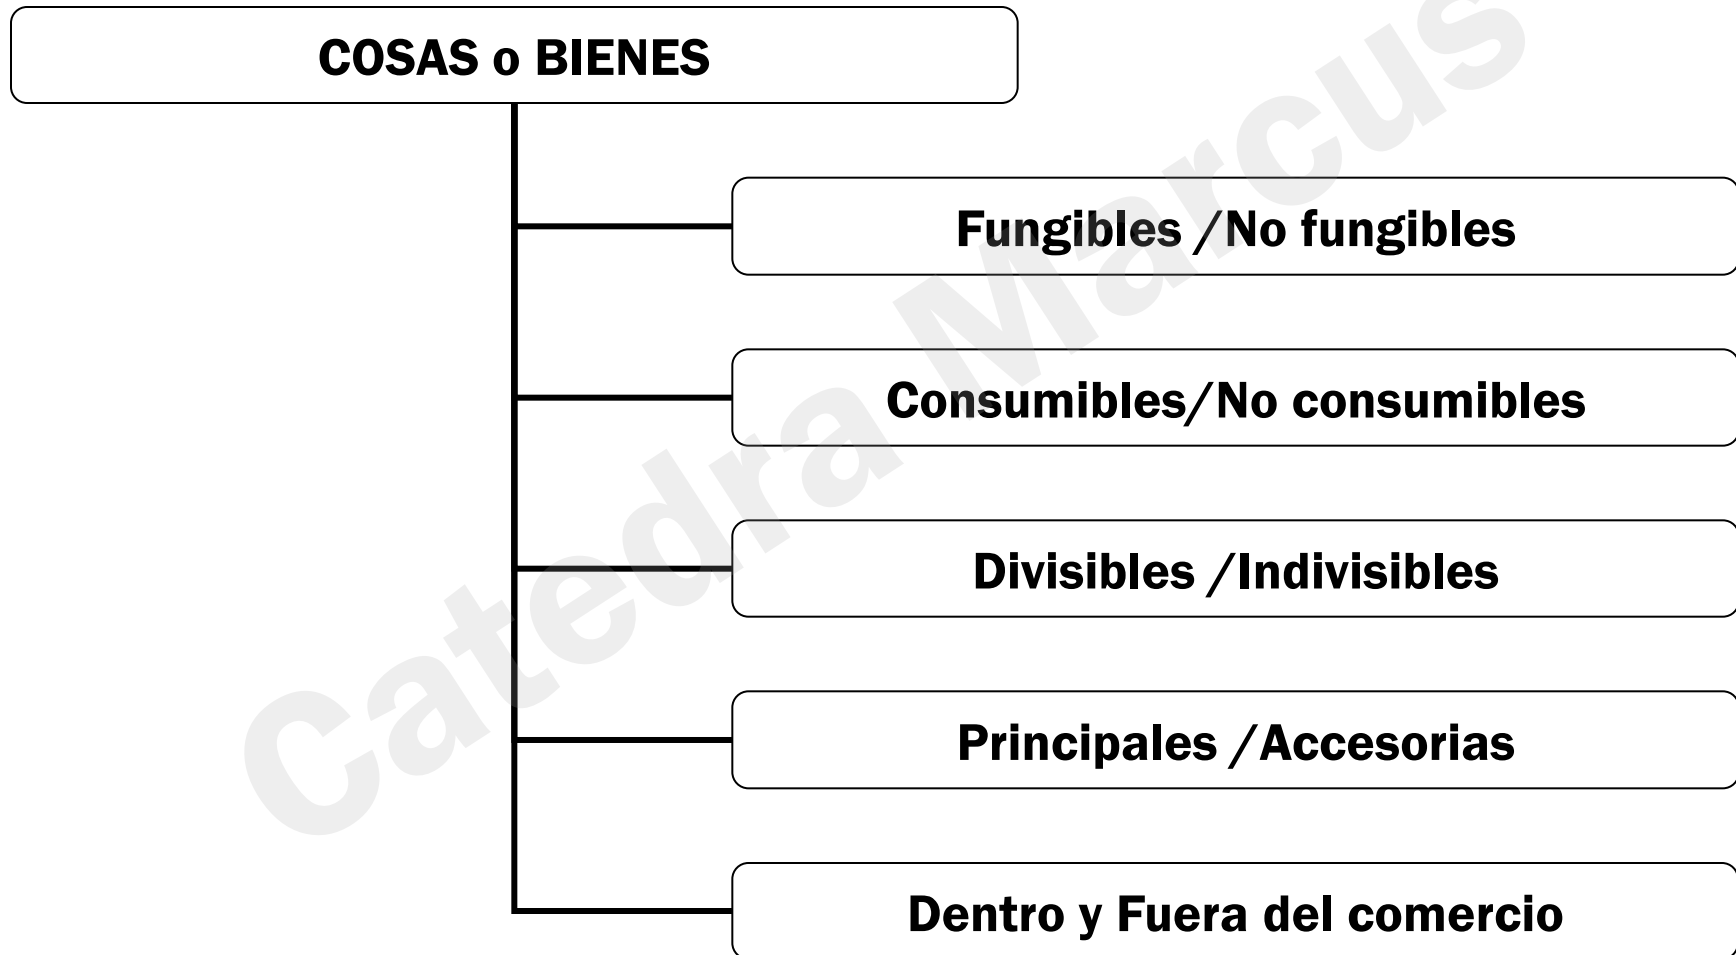 COSAS o BIENES
Fungibles /No fungibles
Consumibles/No consumibles
Divisibles /Indivisibles
Principales /Accesorias
Dentro y Fuera del comercio
Catedra Marcus